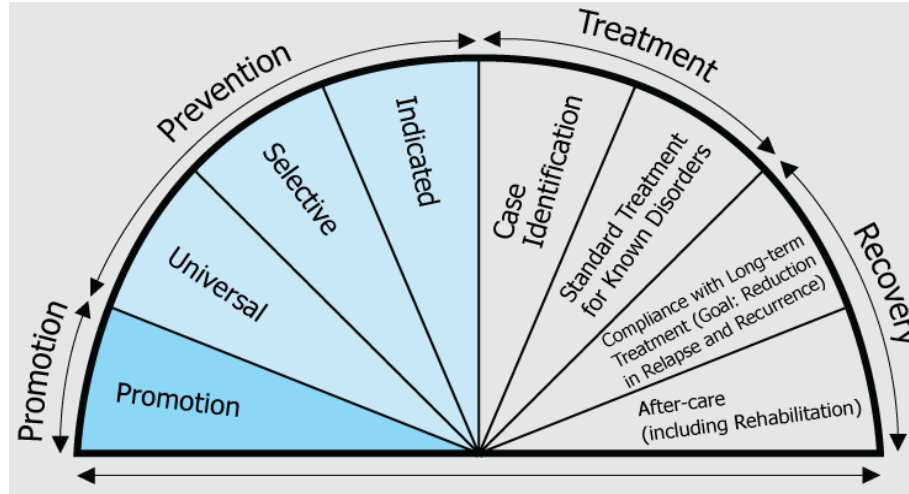 Promotion
Prevention
Treatment
Recovery
Promotion
Universal
Selective
Indicated
Case
Identification
Standard Treatment
for Known Disorders
Compliance with Long-term
Treatment (Goal: Reduction
in Relapse and Recurrence)
After-care
(including Rehabilitation)